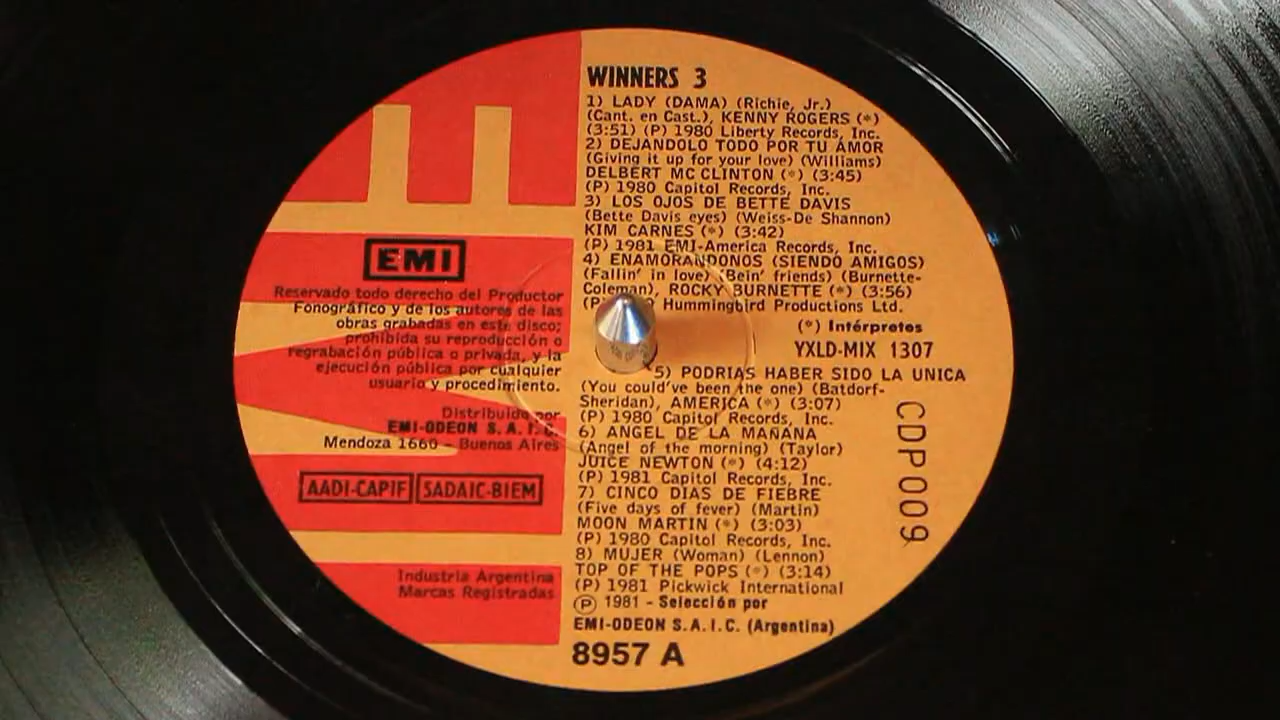 WINNERS 3
1) LADY (DAMA) (Richie, Jr.)
(Cant. en Cast.), KENNY ROGERS (*)
(3:51) (P) 1980 Liberty Records, Inc.
2) DEJANDOLO TODO POR TU AMOR
(Giving it up for your love) (Williams)
DELBERT MC CLINTON (*) (3:45)
(P) 1980 Capitol Records, Inc.
3) LOS OJOS DE BETTE DAVIS
(Bette Davis eyes) (Weiss-De Shannon)
KIM CARNES (*) (3:42)
(P) 1981 EMI-America Records, Inc.
4) ENAMORANDONOS (SIENDO AMIGOS)
(Fallin' in love) (Bein' friends) (Burnette-
Coleman), ROCKY BURNETTE (*) (3:56)
Hummingbird Productions Ltd.
(*) Intérpretes
YXLD-MIX 1307
5) PODRIAS HABER SIDO LA UNICA
(You could've been the one) (Batdorf-
Sheridan), AMERICA (*) (3:07)
(P) 1980 Capitol Records, Inc.
6) ANGEL DE LA MAÑANA
(Angel of the morning) (Taylor)
JUICE NEWTON (*) (4:12)
(P) 1981 Capitol Records, Inc.
7) CINCO DIAS DE FIEBRE
(Five days of fever) (Martin)
MOON MARTIN (*) (3:03)
(P) 1980 Capitol Records, Inc.
8) MUJER (Woman) (Lennon)
TOP OF THE POPS (*) (3:14)
(P) 1981 Pickwick International
℗ 1981 - Selección por
EMI-ODEON S.A.I.C. (Argentina)
8957 A
CDP009
EMI
Reservado todo derecho del Productor
Fonográfico y de los autores de las
obras grabadas en este disco;
prohibida su reproducción o
regrabación pública o privada, y la
ejecución pública por cualquier
usuario y procedimiento.
Distribuido por
EMI-ODEON S.A.I.C.
Mendoza 1660 - Buenos Aires
AADI-CAPIF SADAIC-BIEM
Industria Argentina
Marcas Registradas